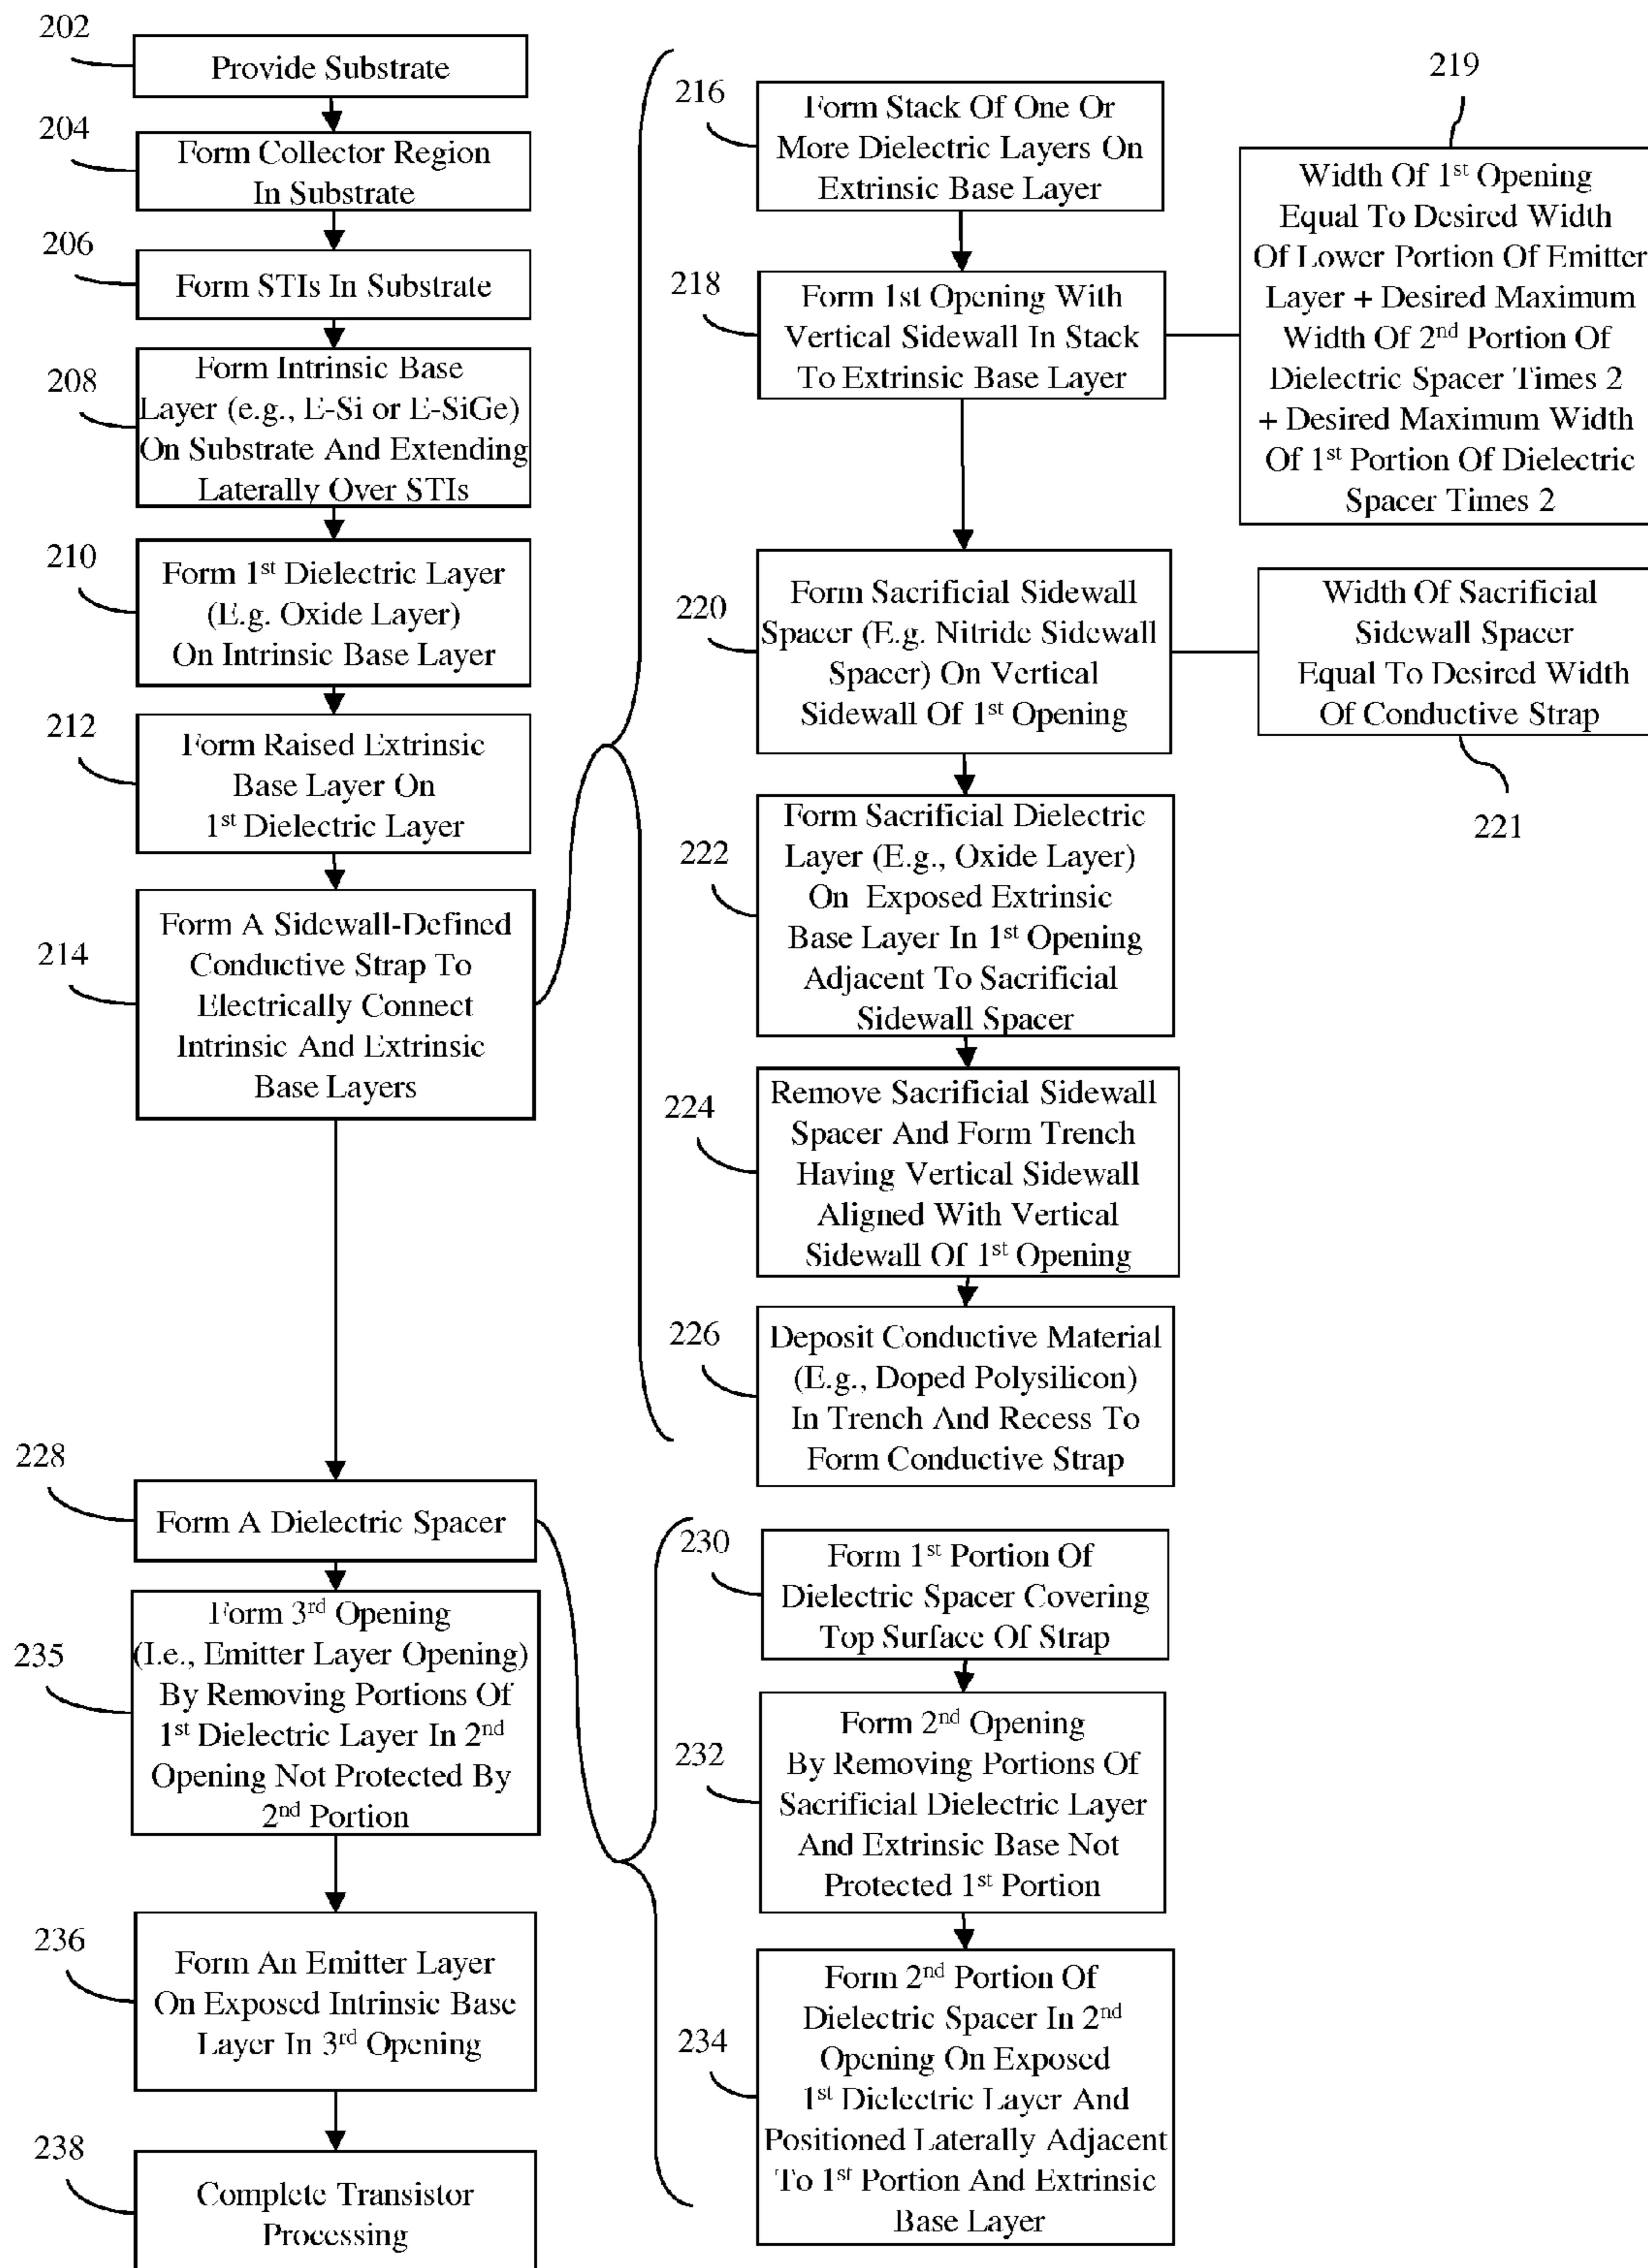 202
Provide Substrate
204
Form Collector Region
In Substrate
206
Form STIs In Substrate
208
Form Intrinsic Base
Layer (e.g., E-Si or E-SiGe)
On Substrate And Extending
Laterally Over STIs
210
Form 1st Dielectric Layer
(E.g. Oxide Layer)
On Intrinsic Base Layer
212
Form Raised Extrinsic
Base Layer On
1st Dielectric Layer
214
Form A Sidewall-Defined
Conductive Strap To
Electrically Connect
Intrinsic And Extrinsic
Base Layers
216
Form Stack Of One Or
More Dielectric Layers On
Extrinsic Base Layer
218
Form 1st Opening With
Vertical Sidewall In Stack
To Extrinsic Base Layer
219
Width Of 1st Opening
Equal To Desired Width
Of Lower Portion Of Emitter
Layer + Desired Maximum
Width Of 2nd Portion Of
Dielectric Spacer Times 2
+ Desired Maximum Width
Of 1st Portion Of Dielectric
Spacer Times 2
220
Form Sacrificial Sidewall
Spacer (E.g. Nitride Sidewall
Spacer) On Vertical
Sidewall Of 1st Opening
Width Of Sacrificial
Sidewall Spacer
Equal To Desired Width
Of Conductive Strap
221
222
Form Sacrificial Dielectric
Layer (E.g., Oxide Layer)
On Exposed Extrinsic
Base Layer In 1st Opening
Adjacent To Sacrificial
Sidewall Spacer
224
Remove Sacrificial Sidewall
Spacer And Form Trench
Having Vertical Sidewall
Aligned With Vertical
Sidewall Of 1st Opening
226
Deposit Conductive Material
(E.g., Doped Polysilicon)
In Trench And Recess To
Form Conductive Strap
228
Form A Dielectric Spacer
230
Form 1st Portion Of
Dielectric Spacer Covering
Top Surface Of Strap
232
Form 2nd Opening
By Removing Portions Of
Sacrificial Dielectric Layer
And Extrinsic Base Not
Protected 1st Portion
234
Form 2nd Portion Of
Dielectric Spacer In 2nd
Opening On Exposed
1st Dielectric Layer And
Positioned Laterally Adjacent
To 1st Portion And Extrinsic
Base Layer
235
Form 3rd Opening
(I.e., Emitter Layer Opening)
By Removing Portions Of
1st Dielectric Layer In 2nd
Opening Not Protected By
2nd Portion
236
Form An Emitter Layer
On Exposed Intrinsic Base
Layer In 3rd Opening
238
Complete Transistor
Processing